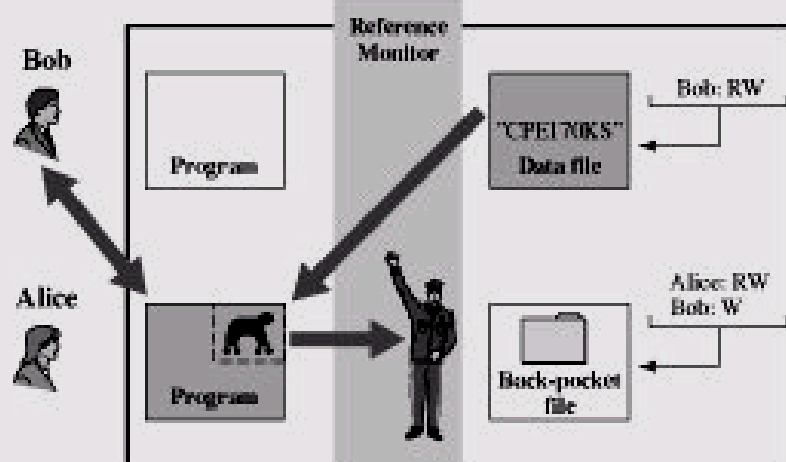 Reference
Monitor
Bob
Program
"CPE170KS"
Data file
Bob: RW
Alice
Program
Back-pocket
file
Alice: RW
Bob: W